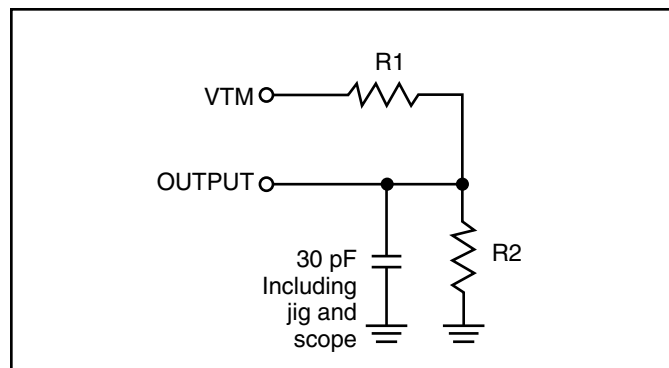 R1
VTM
OUTPUT
R2
30 pF
Including
jig and
scope